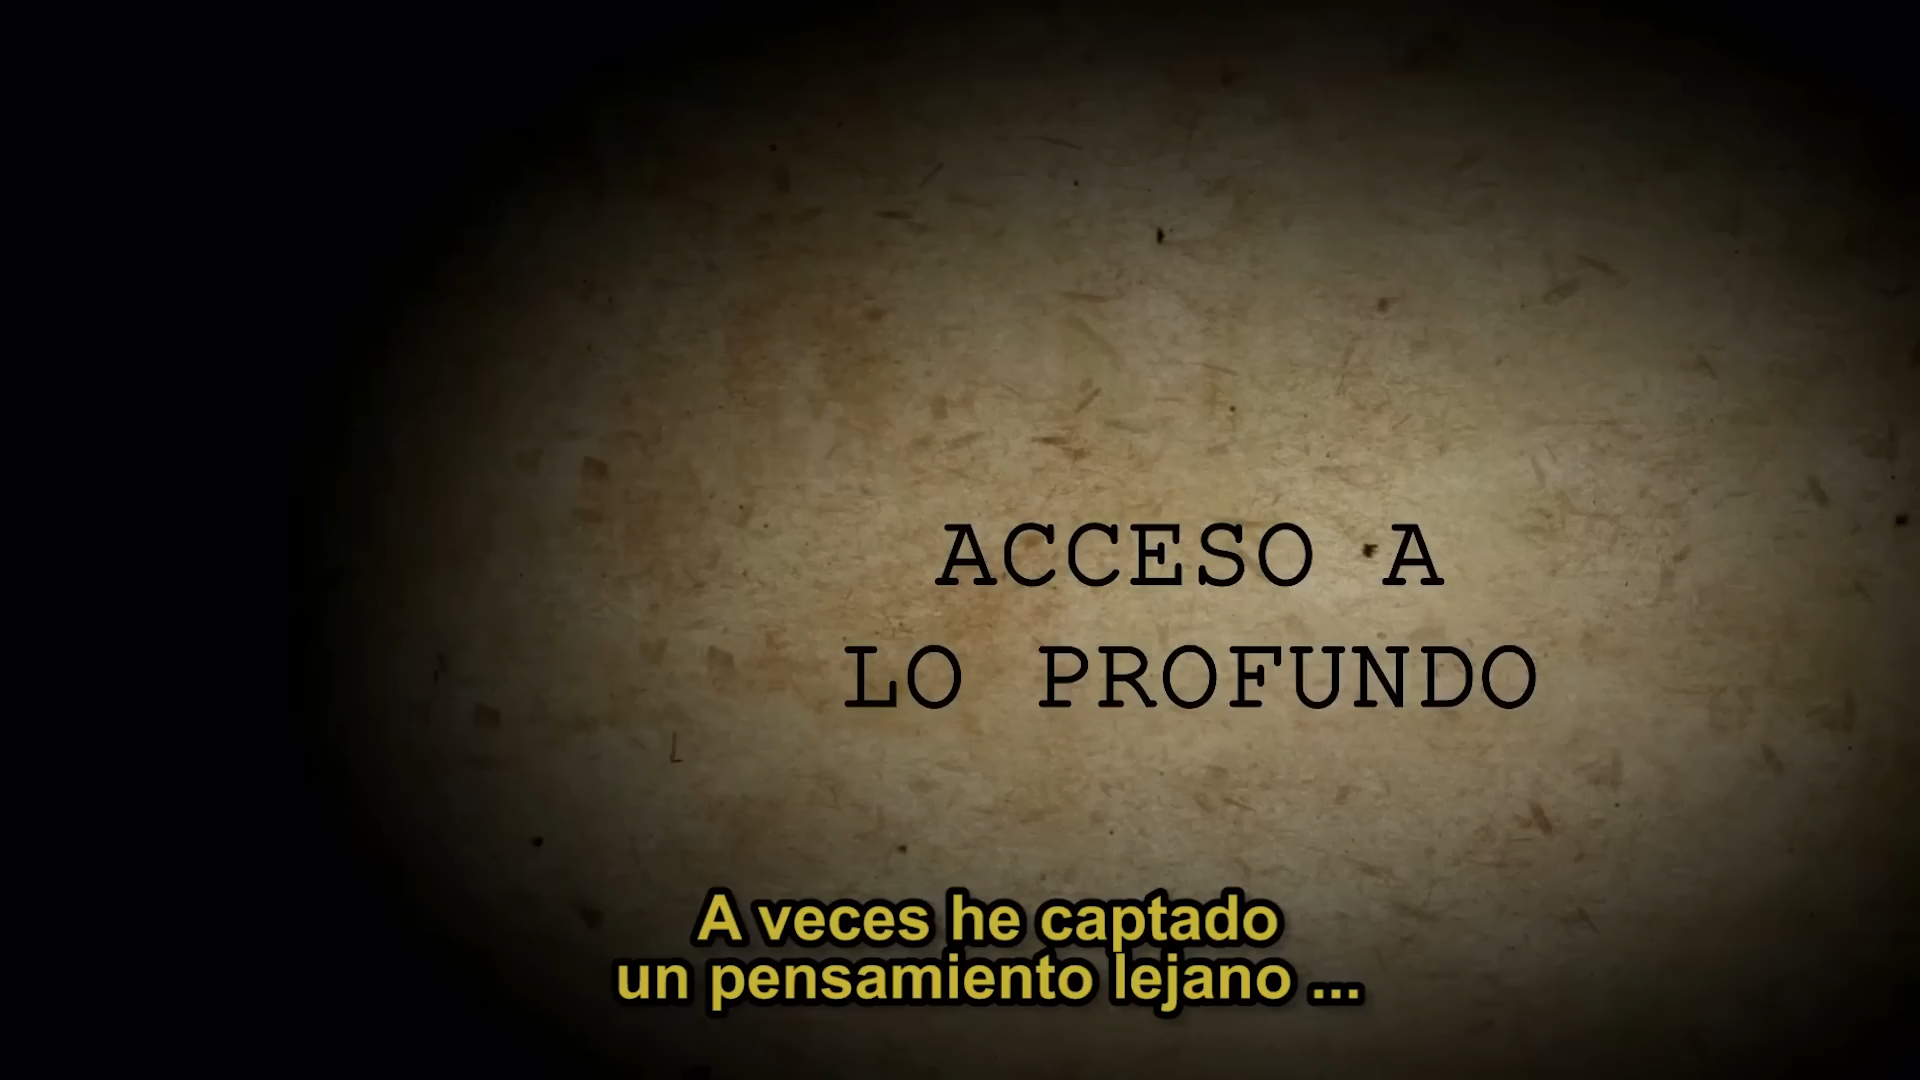 ACCESO A
LO PROFUNDO
A veces he captado
un pensamiento lejano ...